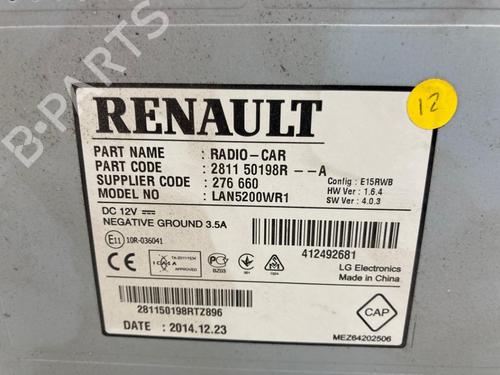 B-PARTS
12
RENAULT
PART NAME : RADIO-CAR
PART CODE : 2811 50198R --A
SUPPLIER CODE : 276 660
MODEL NO : LAN5200WR1
Config : E15RWB
HW Ver : 1.6.4
SW Ver : 4.0.3
DC 12V
NEGATIVE GROUND 3.5A
E11 10R-036041
APPROVED
BZ03
412492681
LG Electronics
Made in China
CE
281150198RTZ896
DATE : 2014.12.23
CAP
MEZ64202506